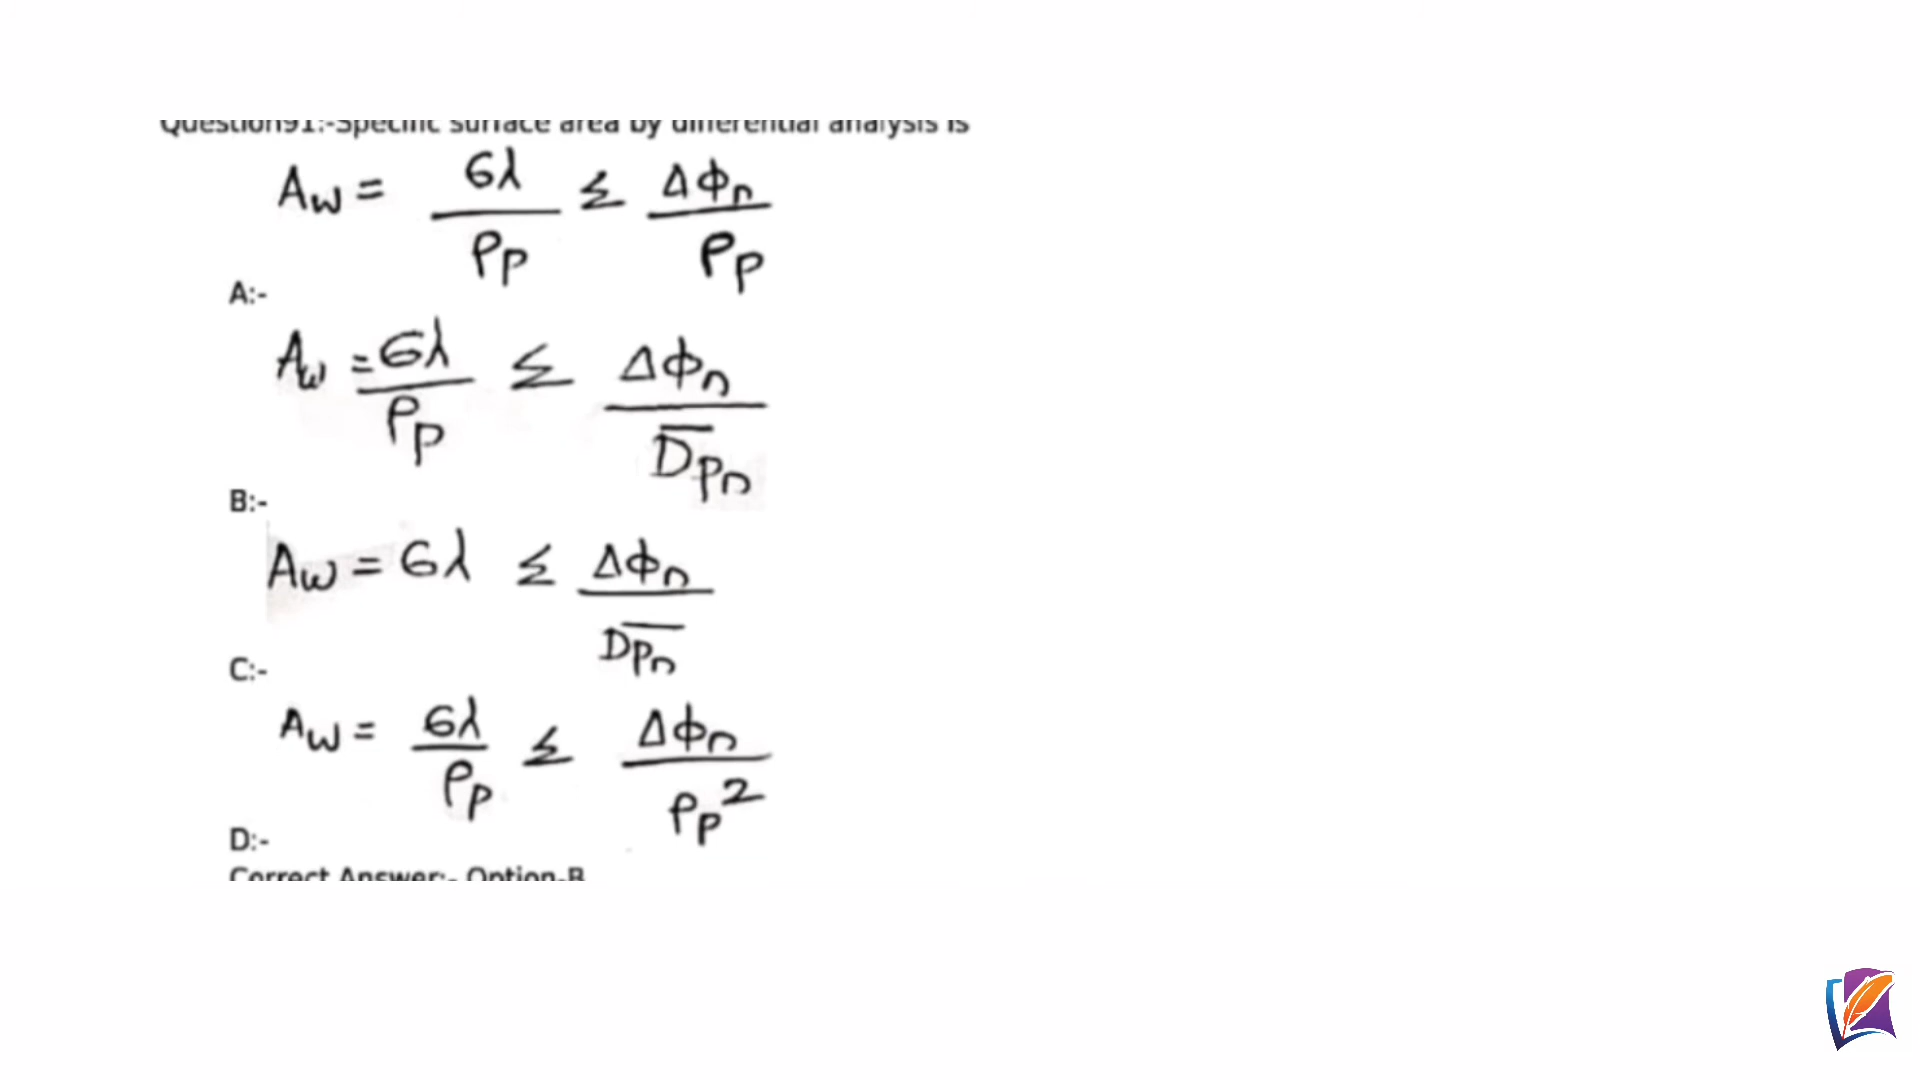 Question91:-Specific surface area by differential analysis is
Aw = 6λ/ρp Σ Δϕn/ρp
A:-
Aw = 6λ/ρp Σ Δϕn/D̅pn
B:-
Aw = 6λ Σ Δϕn/Dp̅n̅
C:-
Aw = 6λ/ρp Σ Δϕn/ρp²
D:-
Correct Answer:- Option-B